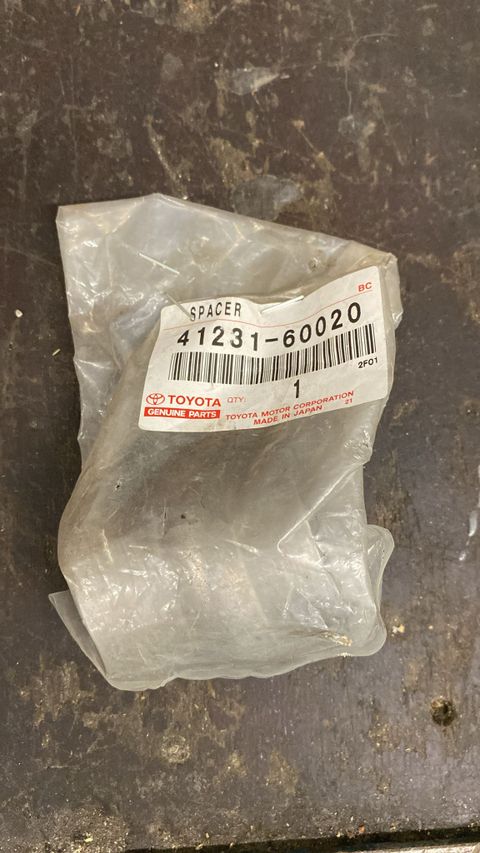 BC
SPACER
41231-60020
2F01
TOYOTA QTY: 1
GENUINE PARTS TOYOTA MOTOR CORPORATION
MADE IN JAPAN 21